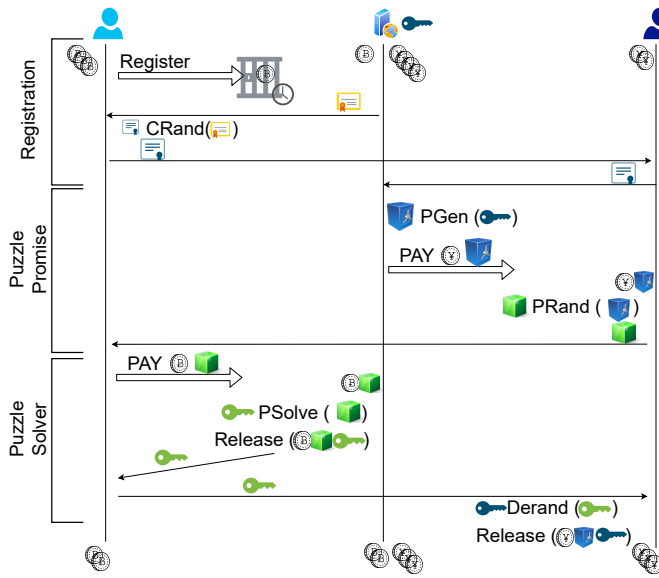 Register
CRand( )
Registration
PGen ( )
PAY
PRand ( )
Puzzle
Promise
PAY
PSolve ( )
Release ( )
Puzzle
Solver
Derand ( )
Release ( )